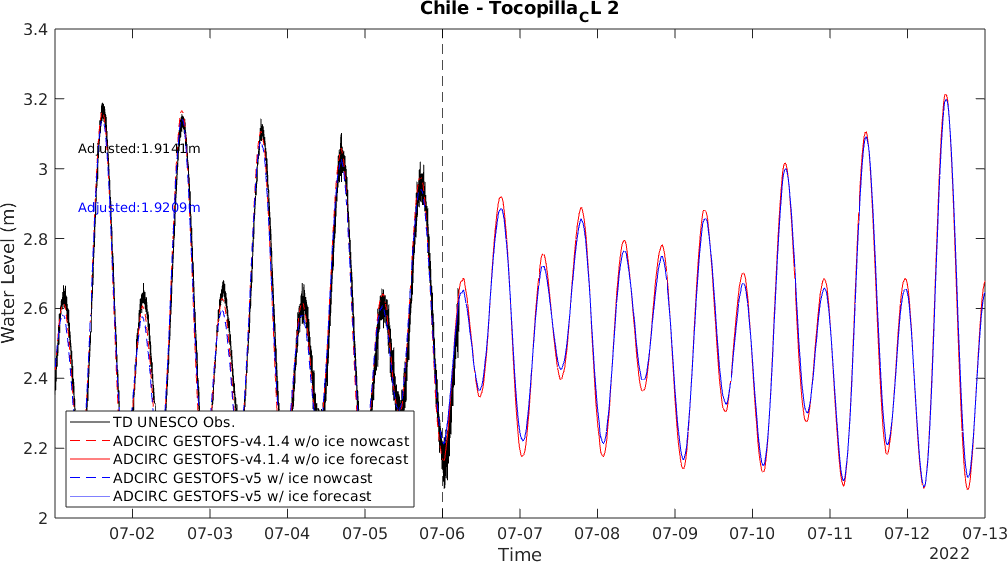 Chile - Tocopilla_CL 2
3.4
3.2
3
2.8
2.6
2.4
2.2
2
Water Level (m)
Adjusted:1.9141m
Adjusted:1.9209m
TD UNESCO Obs.
ADCIRC GESTOFS-v4.1.4 w/o ice nowcast
ADCIRC GESTOFS-v4.1.4 w/o ice forecast
ADCIRC GESTOFS-v5 w/ ice nowcast
ADCIRC GESTOFS-v5 w/ ice forecast
07-02 07-03 07-04 07-05 07-06 07-07 07-08 07-09 07-10 07-11 07-12 07-13
Time
2022